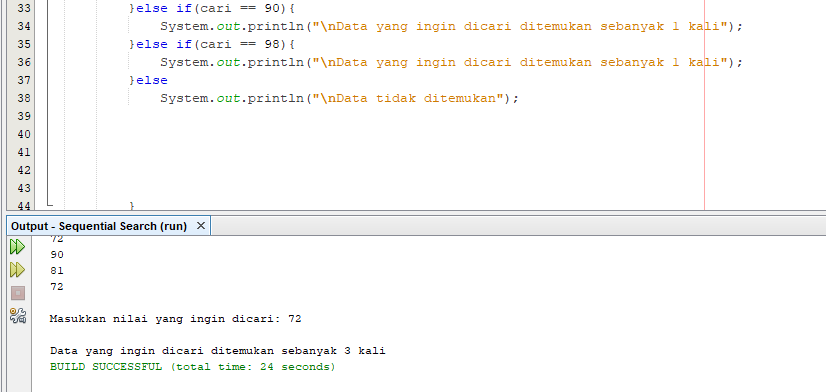 33 }else if(cari == 90){
34 System.out.println("\nData yang ingin dicari ditemukan sebanyak 1 kali");
35 }else if(cari == 98){
36 System.out.println("\nData yang ingin dicari ditemukan sebanyak 1 kali");
37 }else
38 System.out.println("\nData tidak ditemukan");
39
40
41
42
43
44 }
Output - Sequential Search (run) ×
72
90
81
72
Masukkan nilai yang ingin dicari: 72
Data yang ingin dicari ditemukan sebanyak 3 kali
BUILD SUCCESSFUL (total time: 24 seconds)